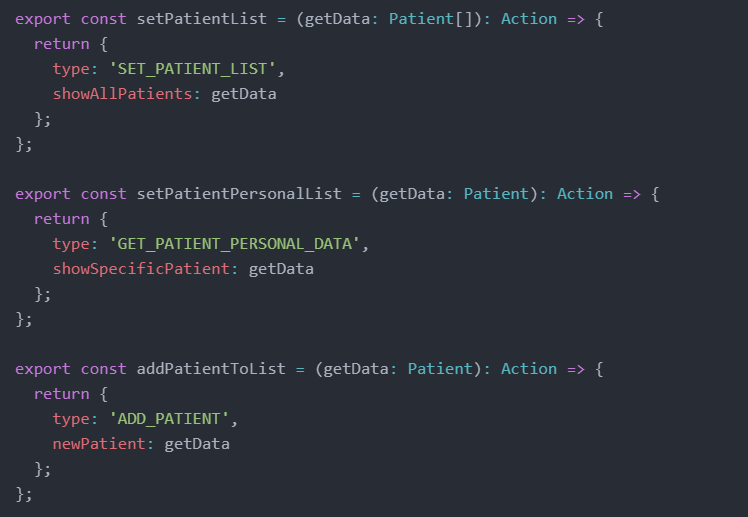 export const setPatientList = (getData: Patient[]): Action => {
  return {
    type: 'SET_PATIENT_LIST',
    showAllPatients: getData
  };
};

export const setPatientPersonalList = (getData: Patient): Action => {
  return {
    type: 'GET_PATIENT_PERSONAL_DATA',
    showSpecificPatient: getData
  };
};

export const addPatientToList = (getData: Patient): Action => {
  return {
    type: 'ADD_PATIENT',
    newPatient: getData
  };
};